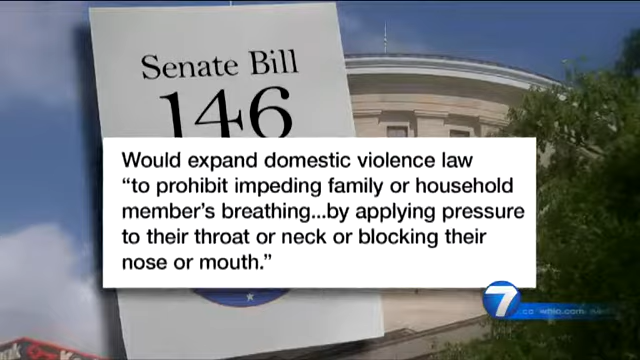 Senate Bill
146
Would expand domestic violence law
“to prohibit impeding family or household
member’s breathing...by applying pressure
to their throat or neck or blocking their
nose or mouth.”
7